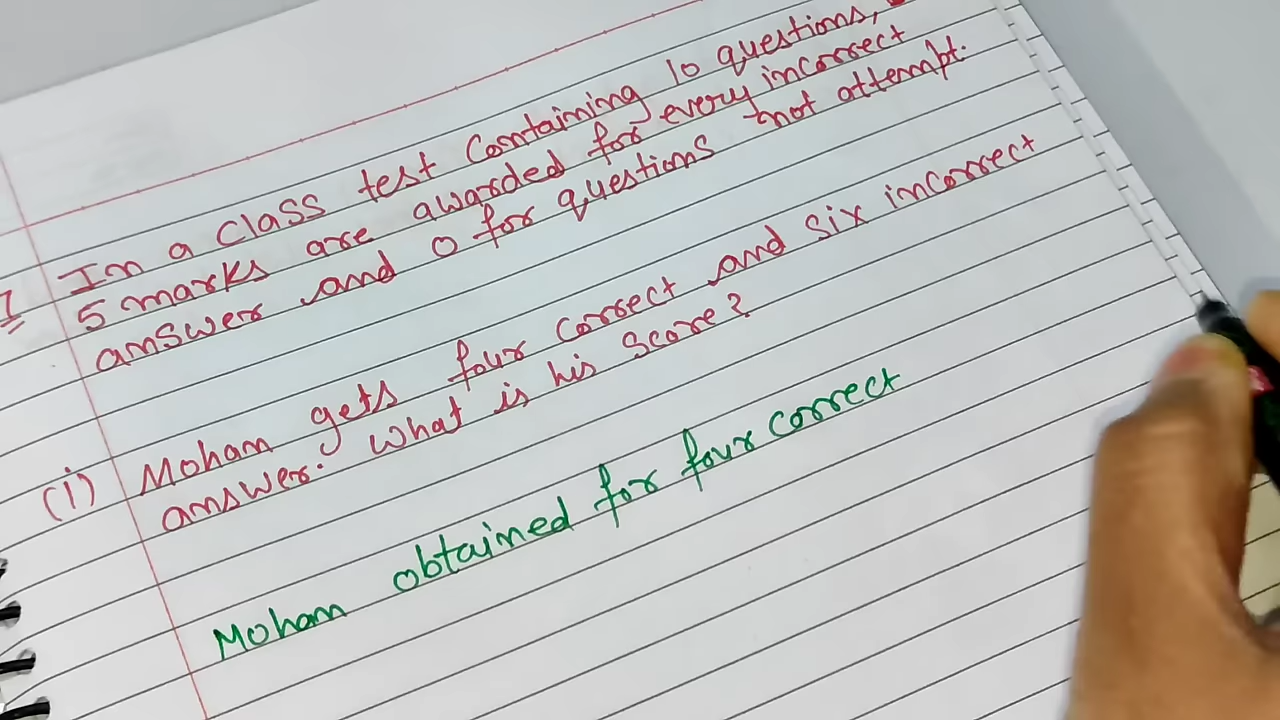 1 In a class test Containing 10 questions,
5 marks are awarded for every incorrect
answer and 0 for questions not attempt.
(i) Mohan gets four correct and six incorrect
answer. What is his score?
Mohan obtained for four correct